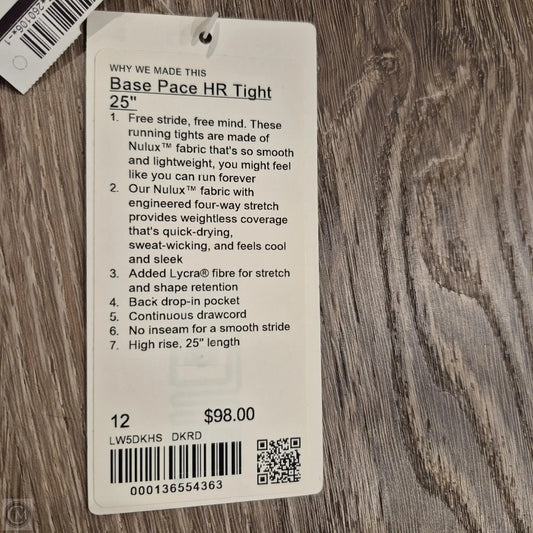 260106-*-1
WHY WE MADE THIS
Base Pace HR Tight
25"
1. Free stride, free mind. These
running tights are made of
Nulux™ fabric that's so smooth
and lightweight, you might feel
like you can run forever
2. Our Nulux™ fabric with
engineered four-way stretch
provides weightless coverage
that's quick-drying,
sweat-wicking, and feels cool
and sleek
3. Added Lycra® fibre for stretch
and shape retention
4. Back drop-in pocket
5. Continuous drawcord
6. No inseam for a smooth stride
7. High rise, 25" length
12 $98.00
LW5DKHS DKRD
000136554363